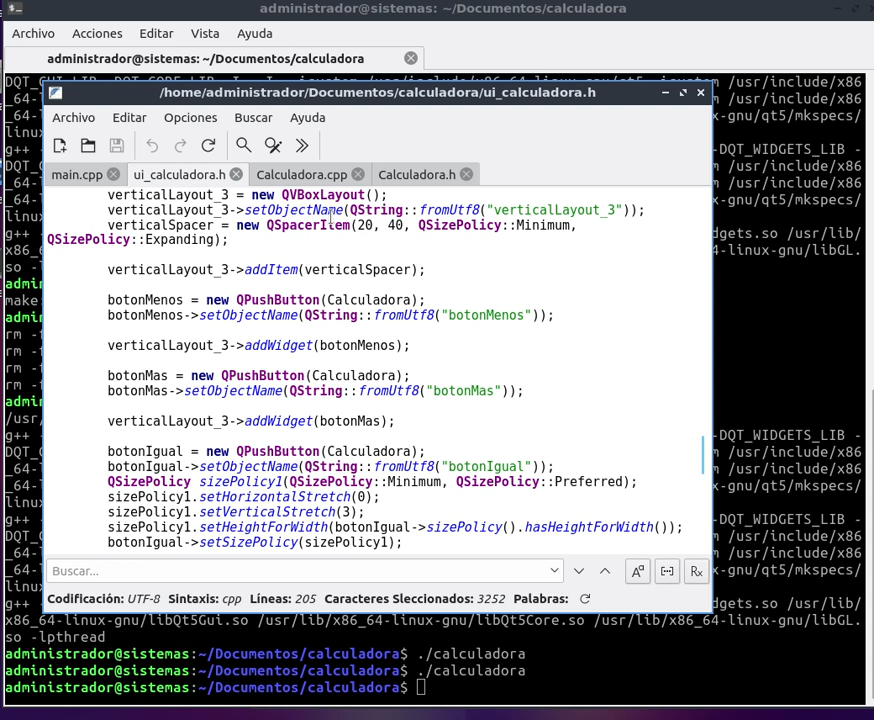 administrador@sistemas: ~/Documentos/calculadora
Archivo Acciones Editar Vista Ayuda
administrador@sistemas: ~/Documentos/calculadora
/home/administrador/Documentos/calculadora/ui_calculadora.h
Archivo Editar Opciones Buscar Ayuda
main.cpp ui_calculadora.h Calculadora.cpp Calculadora.h
verticalLayout_3 = new QVBoxLayout();
verticalLayout_3->setObjectName(QString::fromUtf8("verticalLayout_3"));
verticalSpacer = new QSpacerItem(20, 40, QSizePolicy::Minimum,
QSizePolicy::Expanding);
verticalLayout_3->addItem(verticalSpacer);
botonMenos = new QPushButton(Calculadora);
botonMenos->setObjectName(QString::fromUtf8("botonMenos"));
verticalLayout_3->addWidget(botonMenos);
botonMas = new QPushButton(Calculadora);
botonMas->setObjectName(QString::fromUtf8("botonMas"));
verticalLayout_3->addWidget(botonMas);
botonIgual = new QPushButton(Calculadora);
botonIgual->setObjectName(QString::fromUtf8("botonIgual"));
QSizePolicy sizePolicy1(QSizePolicy::Minimum, QSizePolicy::Preferred);
sizePolicy1.setHorizontalStretch(0);
sizePolicy1.setVerticalStretch(3);
sizePolicy1.setHeightForWidth(botonIgual->sizePolicy().hasHeightForWidth());
botonIgual->setSizePolicy(sizePolicy1);
Buscar...
Codificación: UTF-8 Sintaxis: cpp Líneas: 205 Caracteres Sleccionados: 3252 Palabras:
x86_64-linux-gnu/libQt5Gui.so /usr/lib/x86_64-linux-gnu/libQt5Core.so /usr/lib/x86_64-linux-gnu/libGL.
so -lpthread
administrador@sistemas:~/Documentos/calculadora$ ./calculadora
administrador@sistemas:~/Documentos/calculadora$ ./calculadora
administrador@sistemas:~/Documentos/calculadora$